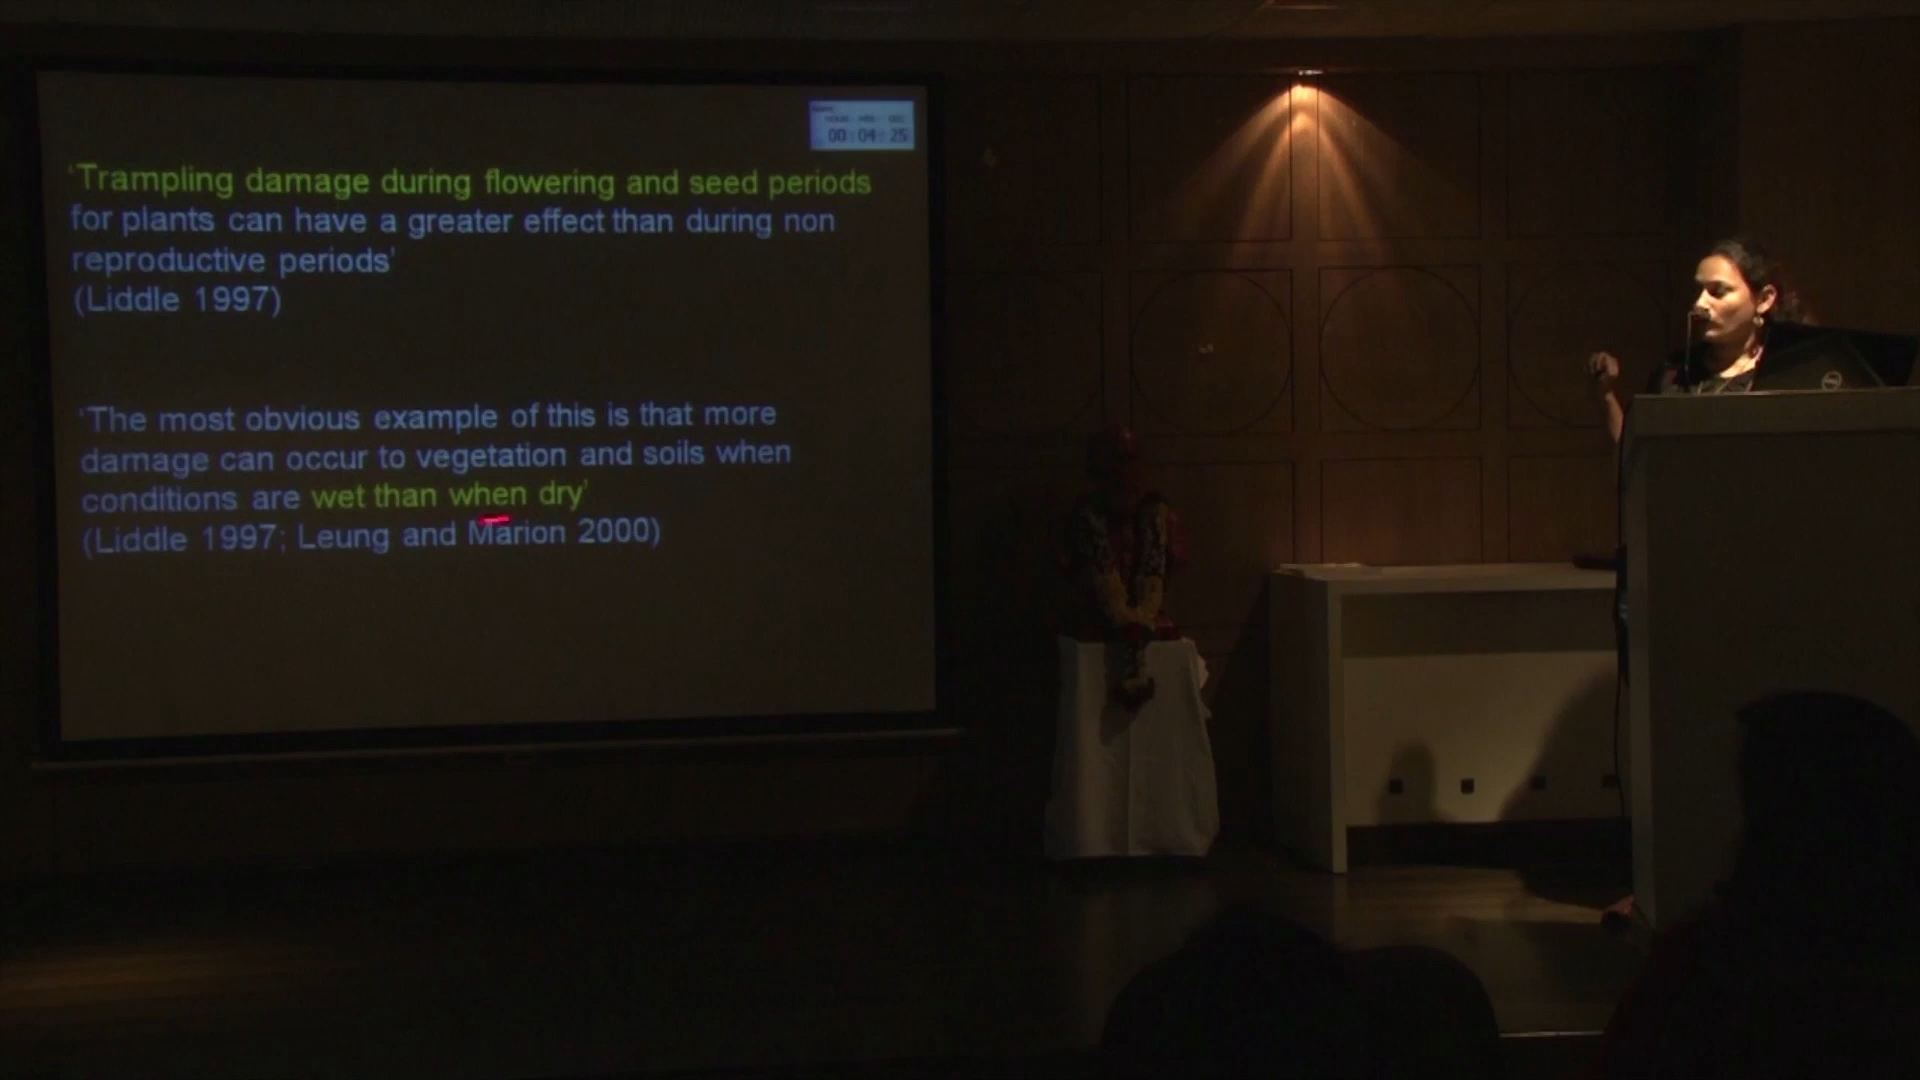 00 : 04 : 25
‘Trampling damage during flowering and seed periods
for plants can have a greater effect than during non
reproductive periods’
(Liddle 1997)
‘The most obvious example of this is that more
damage can occur to vegetation and soils when
conditions are wet than when dry’
(Liddle 1997; Leung and Marion 2000)